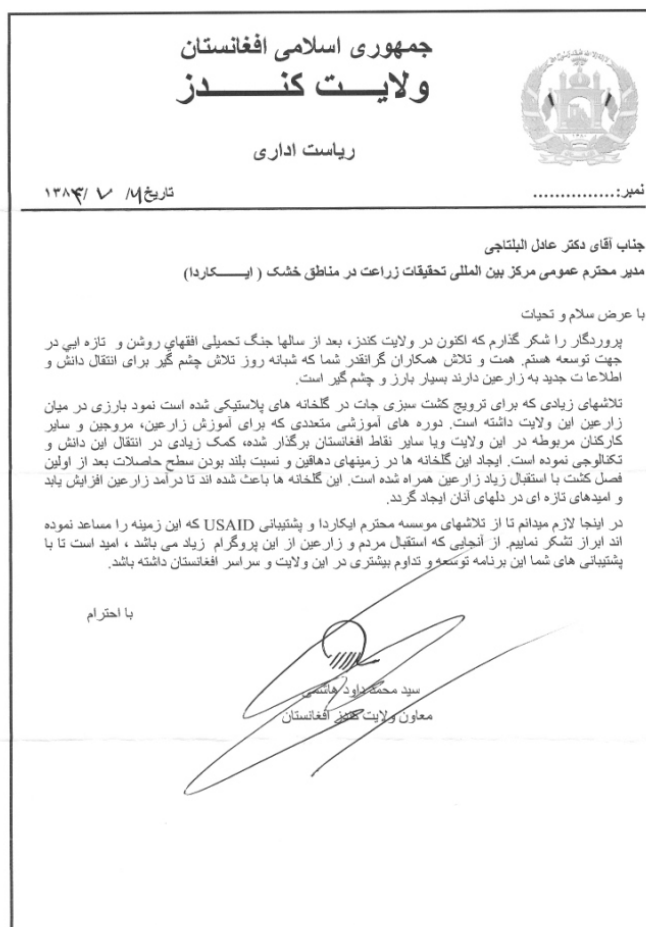 جمهوری اسلامی افغانستان
ولایـــت کنـــــــدز
ریاست اداری
نمبر:...............
تاریخ / ۷ /۱۳۸۴
جناب آقای دکتر عادل البلتاجی
مدیر محترم عمومی مرکز بین المللی تحقیقات زراعت در مناطق خشک ( ایـــــکاردا)
با عرض سلام و تحیات
پروردگار را شکر گذارم که اکنون در ولایت کندز، بعد از سالها جنگ تحمیلی افقهاي روشن و تازه ايي در
جهت توسعه هستم. همت و تلاش همکاران گرانقدر شما که شبانه روز تلاش چشم گیر برای انتقال دانش و
اطلاعا ت جدید به زارعین دارند بسیار بارز و چشم گیر است.
تلاشهای زیادی که برای ترویج کشت سبزی جات در گلخانه های پلاستیکی شده است نمود بارزی در میان
زارعین این ولایت داشته است. دوره های آموزشی متعددی که برای آموزش زارعین، مروجین و سایر
کارکنان مربوطه در این ولایت ویا سایر نقاط افغانستان برگذار شده، کمک زیادی در انتقال این دانش و
تکنالوجی نموده است. ایجاد این گلخانه ها در زمینهای دهاقین و نسبت بلند بودن سطح حاصلات بعد از اولین
فصل کشت با استقبال زیاد زارعین همراه شده است. این گلخانه ها باعث شده اند تا درآمد زارعین افزایش یابد
و امیدهای تازه ای در دلهای آنان ایجاد گردد.
در اینجا لازم میدانم تا از تلاشهای موسسه محترم ایکاردا و پشتیبانی USAID که این زمینه را مساعد نموده
اند ابراز تشکر نماییم. از آنجایی که استقبال مردم و زارعین از این پروگرام زیاد می باشد ، امید است تا با
پشتیبانی های شما این برنامه توسعه و تداوم بیشتری در این ولایت و سراسر افغانستان داشته باشد.
با احترام
سید محمد داود هاشمی
معاون ولایت کندز افغانستان